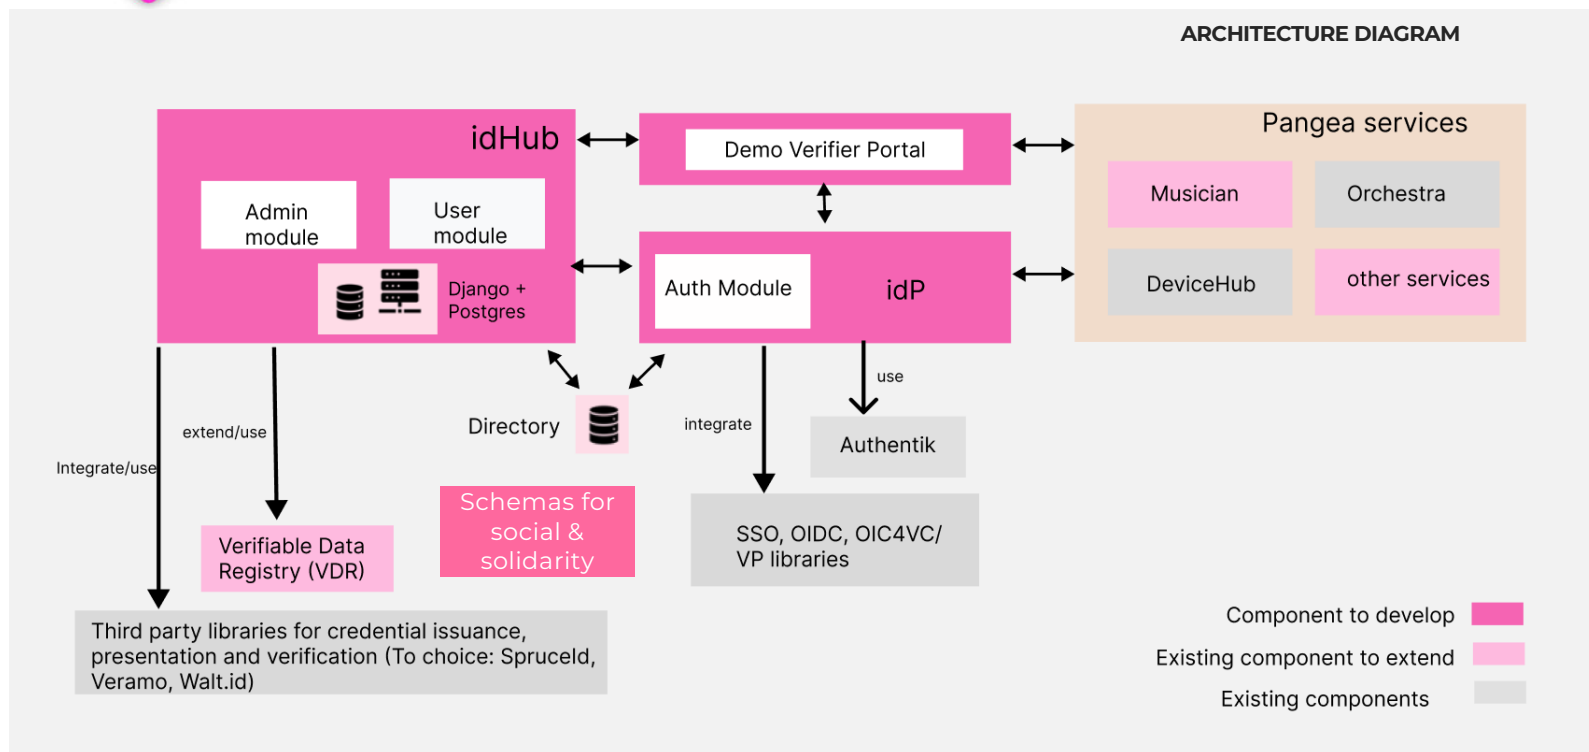 ARCHITECTURE DIAGRAM
idHub
Admin
module
User
module
Django +
Postgres
Demo Verifier Portal
Auth Module
idP
Pangea services
Musician
Orchestra
DeviceHub
other services
Integrate/use
extend/use
Directory
integrate
use
Authentik
Schemas for
social &
solidarity
SSO, OIDC, OIC4VC/
VP libraries
Verifiable Data
Registry (VDR)
Third party libraries for credential issuance,
presentation and verification (To choice: SpruceId,
Veramo, Walt.id)
Component to develop
Existing component to extend
Existing components